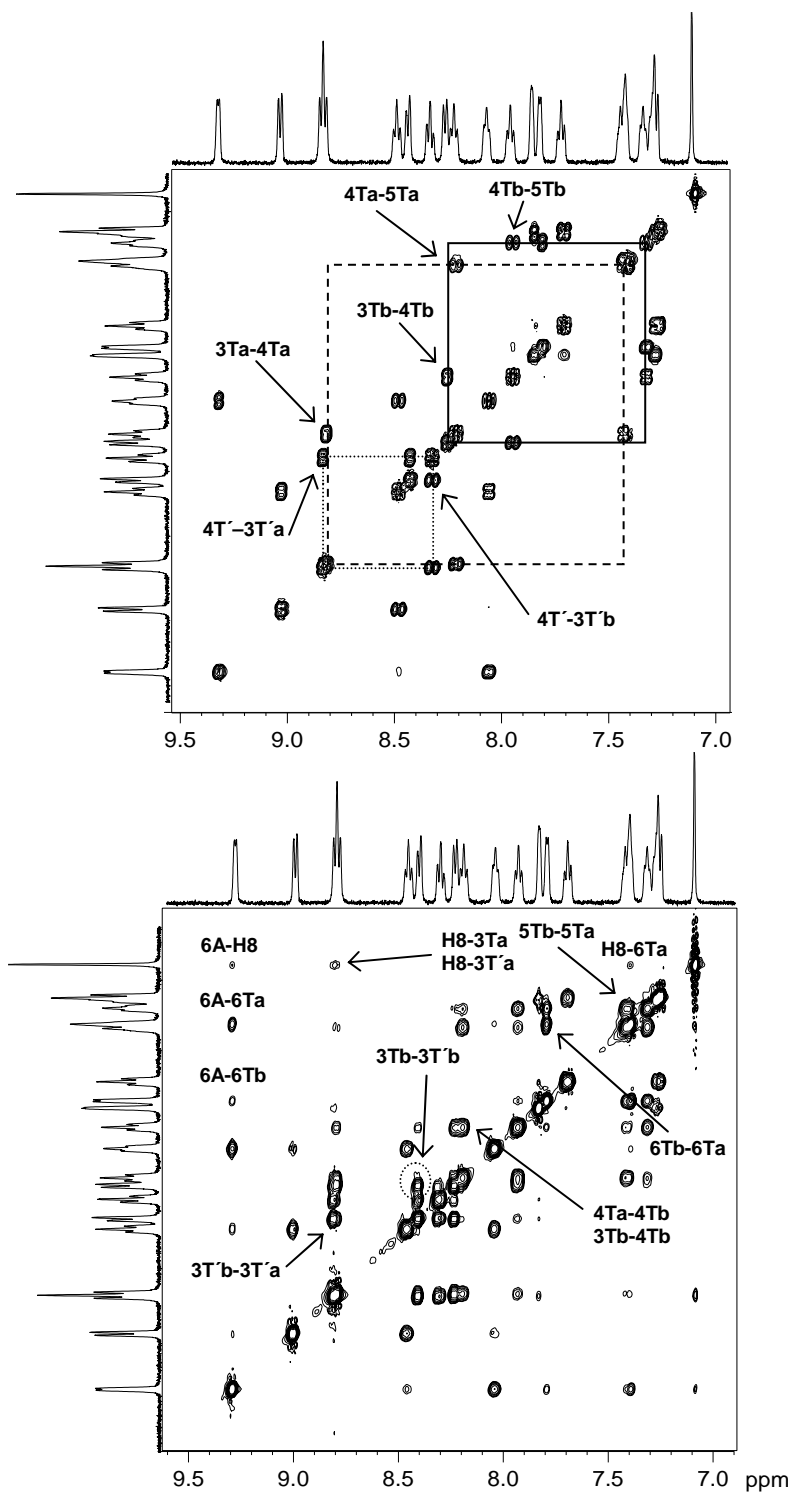 4Ta-5Ta
4Tb-5Tb
3Tb-4Tb
3Ta-4Ta
4T´–3T´a
4T´-3T´b
9.5 9.0 8.5 8.0 7.5 7.0
6A-H8
H8-3Ta
H8-3T´a
5Tb-5Ta
H8-6Ta
6A-6Ta
3Tb-3T´b
6A-6Tb
6Tb-6Ta
4Ta-4Tb
3Tb-4Tb
3T´b-3T´a
9.5 9.0 8.5 8.0 7.5 7.0 ppm